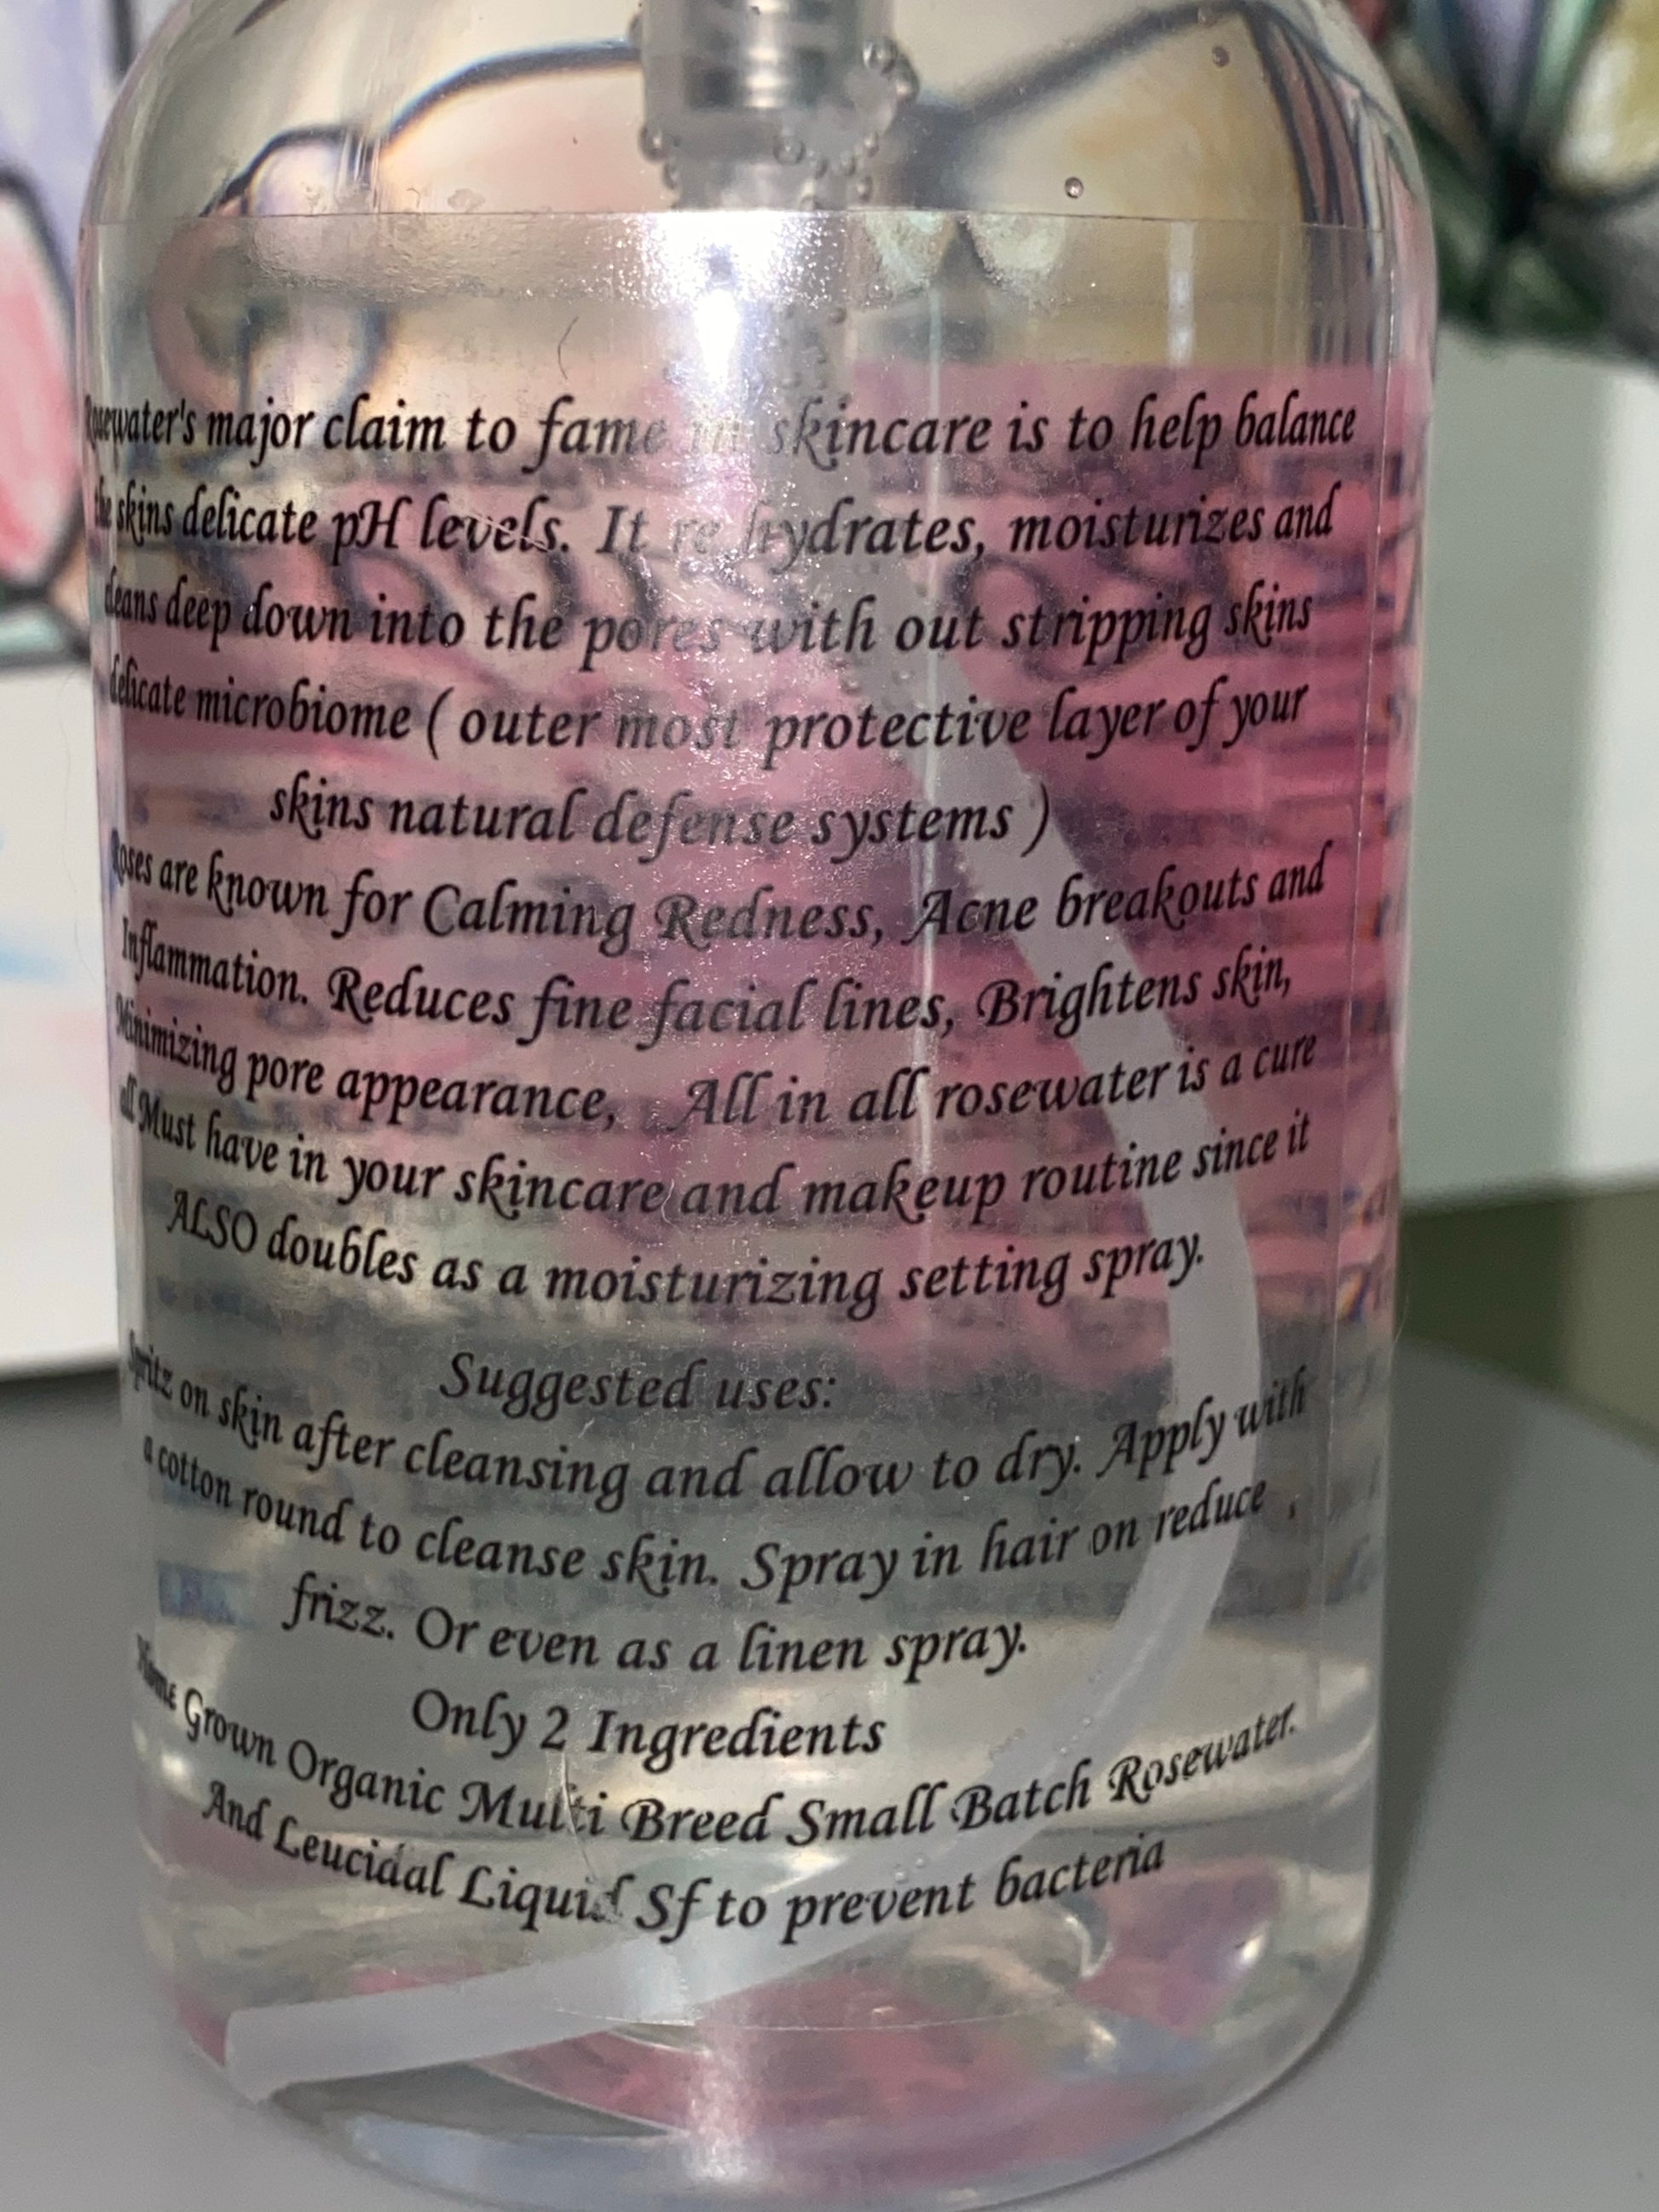 Rosewater's major claim to fame in skincare is to help balance
the skins delicate pH levels. It re hydrates, moisturizes and
cleans deep down into the pores with out stripping skins
delicate microbiome ( outer most protective layer of your
skins natural defense systems )
Roses are known for Calming Redness, Acne breakouts and
Inflammation. Reduces fine facial lines, Brightens skin,
Minimizing pore appearance, All in all rosewater is a cure
all Must have in your skincare and makeup routine since it
ALSO doubles as a moisturizing setting spray.
Suggested uses:
Spritz on skin after cleansing and allow to dry. Apply with
a cotton round to cleanse skin. Spray in hair on reduce ,
frizz. Or even as a linen spray.
Only 2 Ingredients
Home Grown Organic Multi Breed Small Batch Rosewater.
And Leucidal Liquid Sf to prevent bacteria